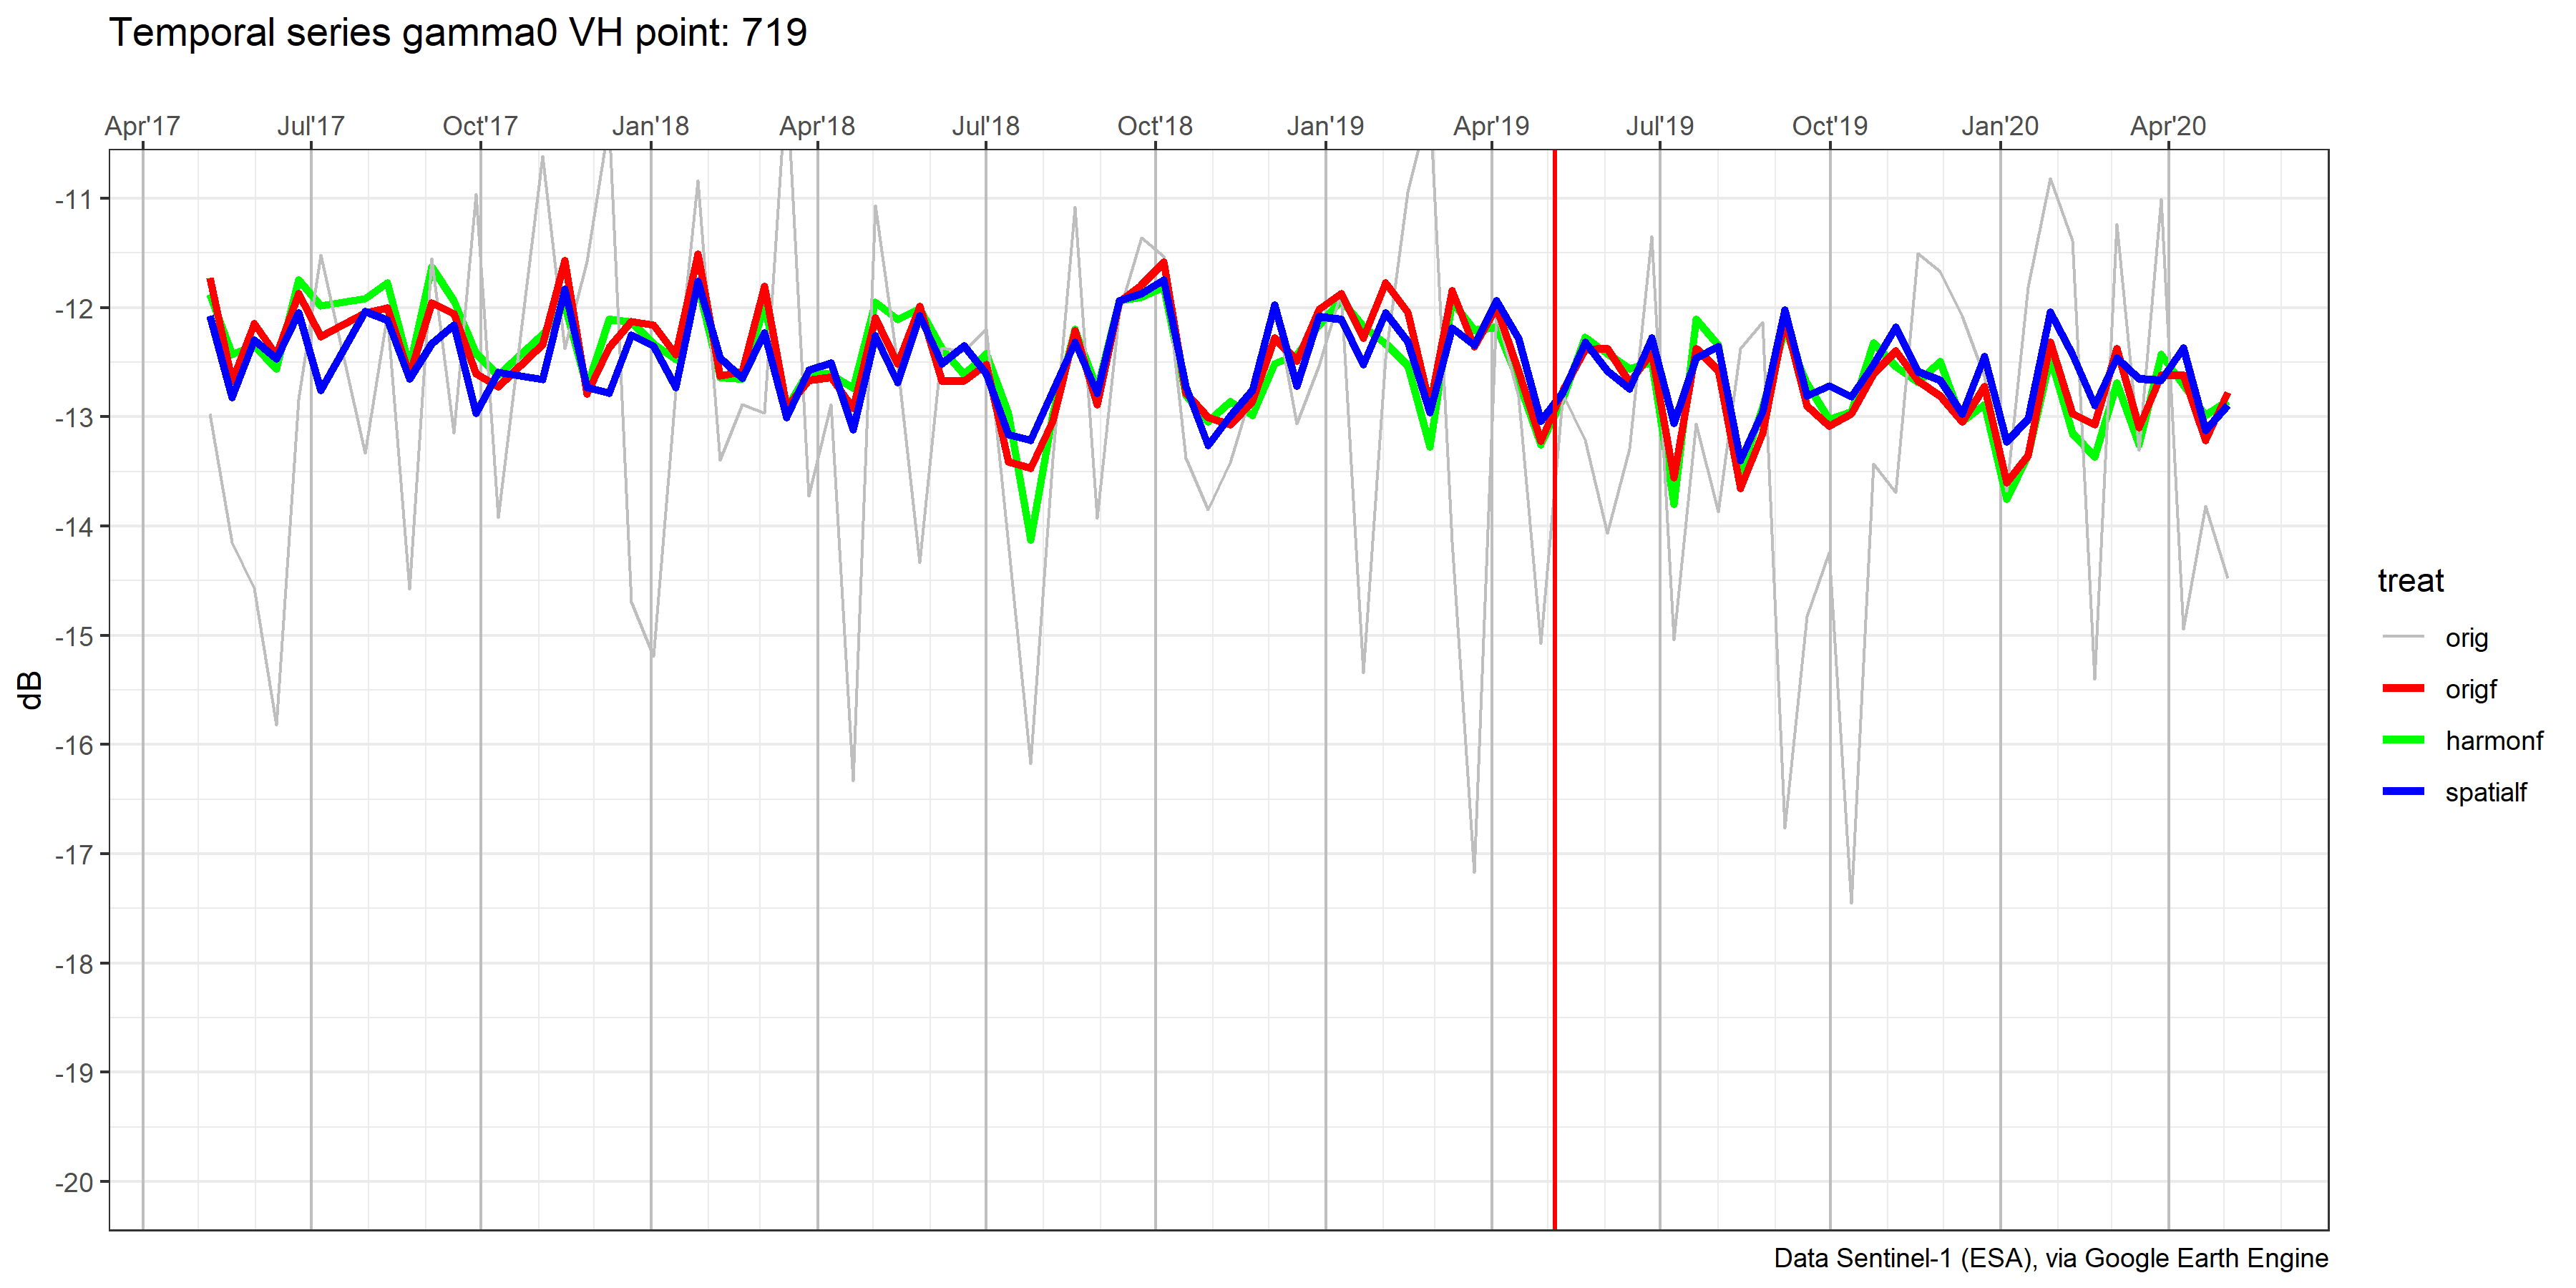 Temporal series gamma0 VH point: 719
Apr'17 Jul'17 Oct'17 Jan'18 Apr'18 Jul'18 Oct'18 Jan'19 Apr'19 Jul'19 Oct'19 Jan'20 Apr'20
-11
-12
-13
-14
-15
-16
-17
-18
-19
-20
dB
treat
orig
origf
harmonf
spatialf
Data Sentinel-1 (ESA), via Google Earth Engine